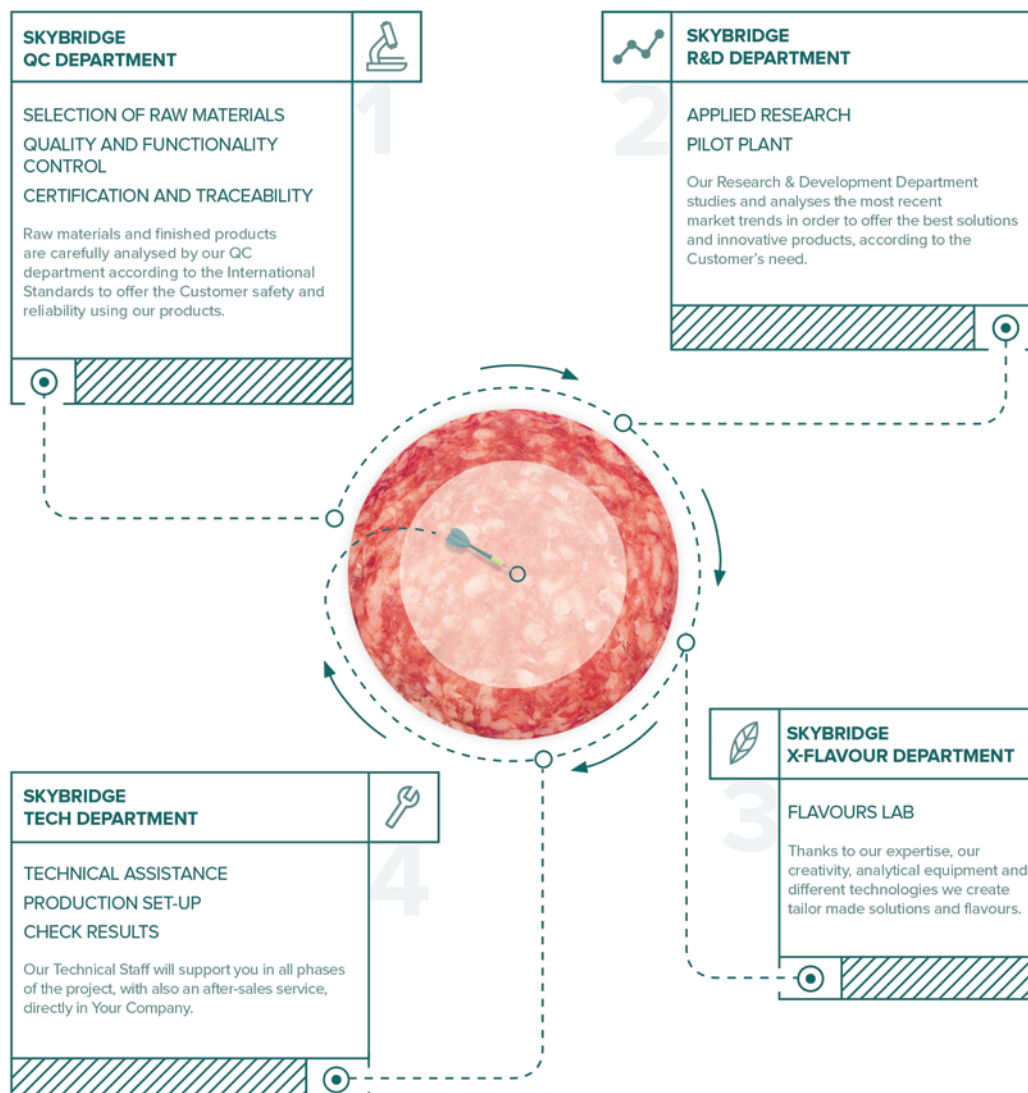 SKYBRIDGE
QC DEPARTMENT
1
SELECTION OF RAW MATERIALS
QUALITY AND FUNCTIONALITY
CONTROL
CERTIFICATION AND TRACEABILITY
Raw materials and finished products
are carefully analysed by our QC
department according to the International
Standards to offer the Customer safety and
reliability using our products.
SKYBRIDGE
R&D DEPARTMENT
2
APPLIED RESEARCH
PILOT PLANT
Our Research & Development Department
studies and analyses the most recent
market trends in order to offer the best solutions
and innovative products, according to the
Customer's need.
SKYBRIDGE
X-FLAVOUR DEPARTMENT
3
FLAVOURS LAB
Thanks to our expertise, our
creativity, analytical equipment and
different technologies we create
tailor made solutions and flavours.
SKYBRIDGE
TECH DEPARTMENT
4
TECHNICAL ASSISTANCE
PRODUCTION SET-UP
CHECK RESULTS
Our Technical Staff will support you in all phases
of the project, with also an after-sales service,
directly in Your Company.